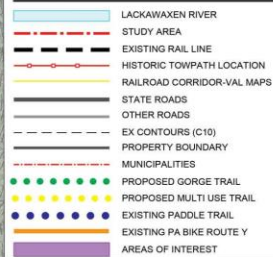 LACKAWAXEN RIVER
STUDY AREA
EXISTING RAIL LINE
HISTORIC TOWPATH LOCATION
RAILROAD CORRIDOR-VAL MAPS
STATE ROADS
OTHER ROADS
EX CONTOURS (C10)
PROPERTY BOUNDARY
MUNICIPALITIES
PROPOSED GORGE TRAIL
PROPOSED MULTI USE TRAIL
EXISTING PADDLE TRAIL
EXISTING PA BIKE ROUTE Y
AREAS OF INTEREST